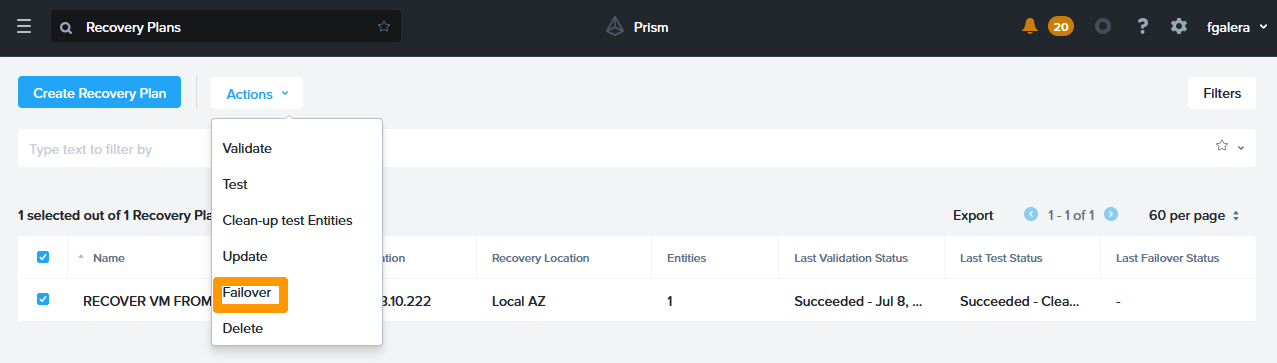 Recovery Plans
Prism
20
?
fgalera
Create Recovery Plan
Actions
Filters
Type text to filter by
Validate
Test
Clean-up test Entities
Update
Failover
Delete
1 selected out of 1 Recovery Pla
Export
1 - 1 of 1
60 per page
Name
ation
Recovery Location
Entities
Last Validation Status
Last Test Status
Last Failover Status
RECOVER VM FROM
3.10.222
Local AZ
1
Succeeded - Jul 8, ...
Succeeded - Clea...
-